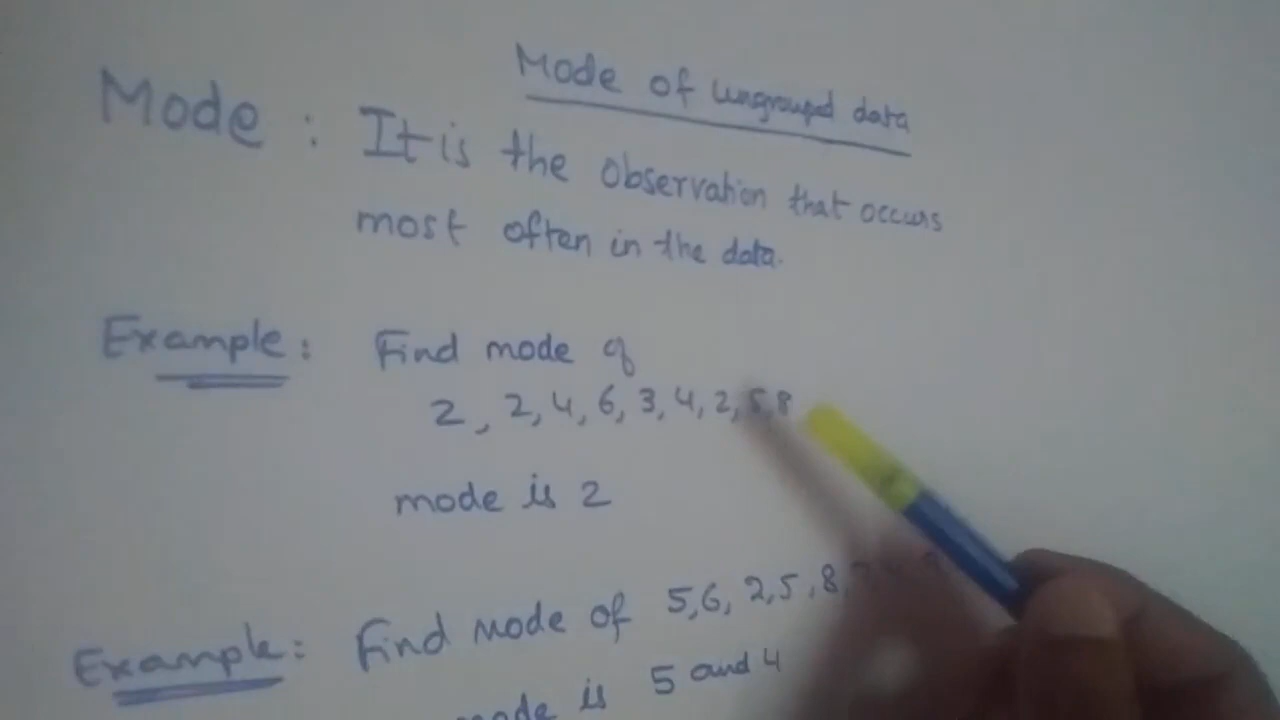 Mode of ungrouped data
Mode : It is the observation that occurs
most often in the data.
Example : Find mode of
2, 2, 4, 6, 3, 4, 2, 5, 8
mode is 2
Example : Find mode of 5, 6, 2, 5, 8,
mode is 5 and 4